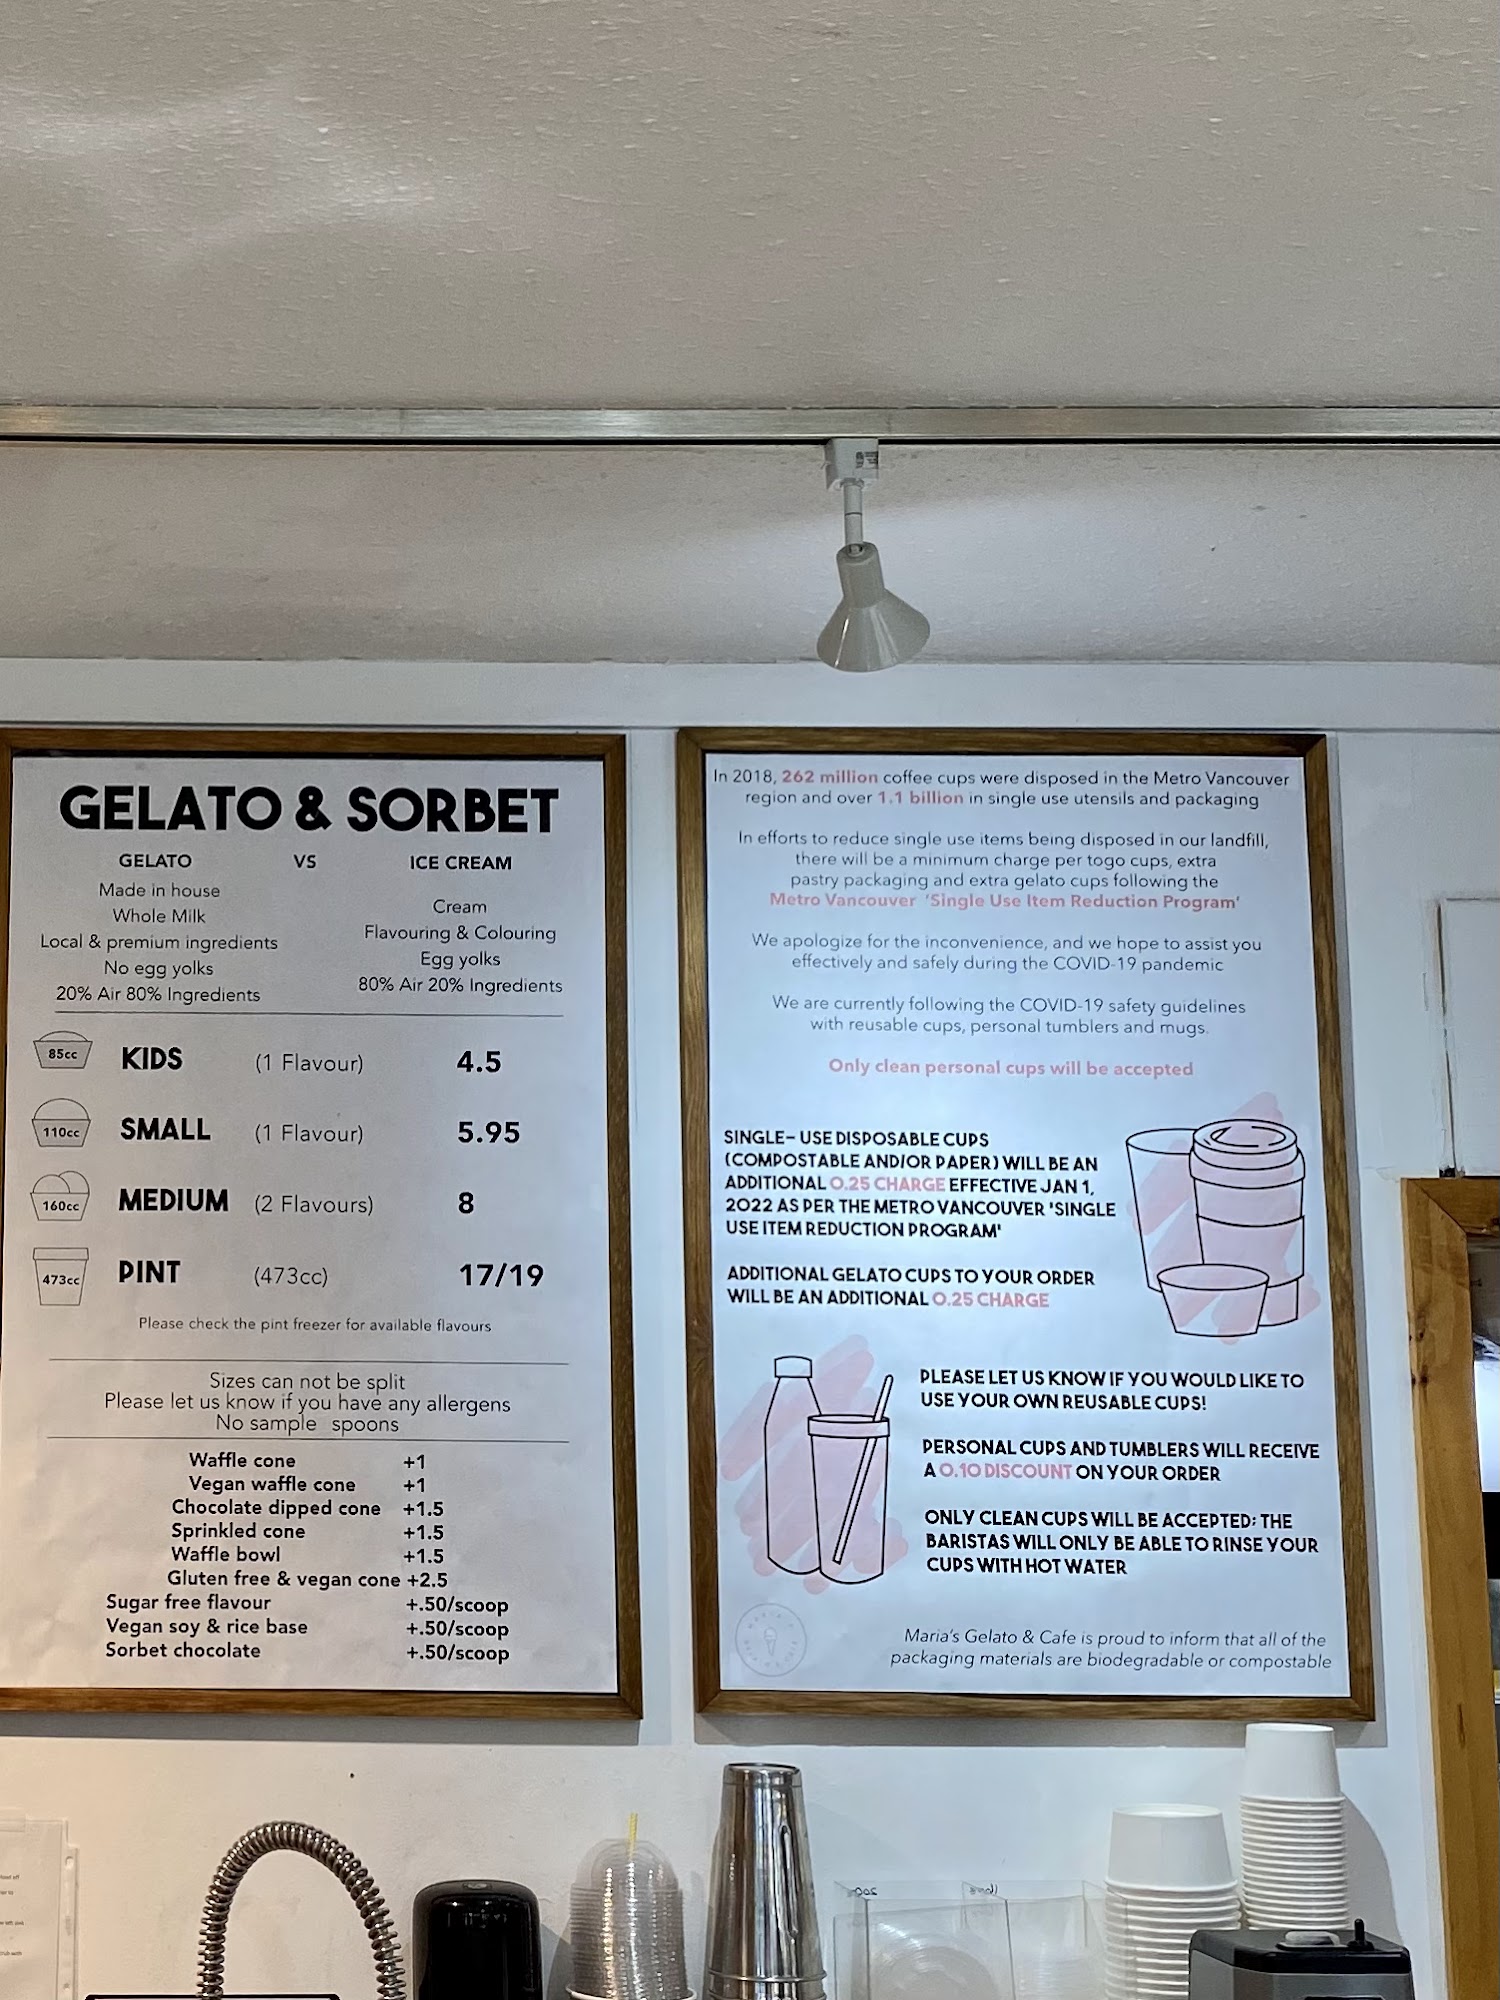 GELATO & SORBET
GELATO VS ICE CREAM
Made in house
Whole Milk
Local & premium ingredients
No egg yolks
20% Air 80% Ingredients
Cream
Flavouring & Colouring
Egg yolks
80% Air 20% Ingredients
85cc KIDS (1 Flavour) 4.5
110cc SMALL (1 Flavour) 5.95
160cc MEDIUM (2 Flavours) 8
473cc PINT (473cc) 17/19
Please check the pint freezer for available flavours
Sizes can not be split
Please let us know if you have any allergens
No sample spoons
Waffle cone +1
Vegan waffle cone +1
Chocolate dipped cone +1.5
Sprinkled cone +1.5
Waffle bowl +1.5
Gluten free & vegan cone +2.5
Sugar free flavour +.50/scoop
Vegan soy & rice base +.50/scoop
Sorbet chocolate +.50/scoop
In 2018, 262 million coffee cups were disposed in the Metro Vancouver
region and over 1.1 billion in single use utensils and packaging
In efforts to reduce single use items being disposed in our landfill,
there will be a minimum charge per togo cups, extra
pastry packaging and extra gelato cups following the
Metro Vancouver 'Single Use Item Reduction Program'
We apologize for the inconvenience, and we hope to assist you
effectively and safely during the COVID-19 pandemic
We are currently following the COVID-19 safety guidelines
with reusable cups, personal tumblers and mugs.
Only clean personal cups will be accepted
SINGLE- USE DISPOSABLE CUPS
(COMPOSTABLE AND/OR PAPER) WILL BE AN
ADDITIONAL 0.25 CHARGE EFFECTIVE JAN 1,
2022 AS PER THE METRO VANCOUVER 'SINGLE
USE ITEM REDUCTION PROGRAM'
ADDITIONAL GELATO CUPS TO YOUR ORDER
WILL BE AN ADDITIONAL 0.25 CHARGE
PLEASE LET US KNOW IF YOU WOULD LIKE TO
USE YOUR OWN REUSABLE CUPS!
PERSONAL CUPS AND TUMBLERS WILL RECEIVE
A 0.10 DISCOUNT ON YOUR ORDER
ONLY CLEAN CUPS WILL BE ACCEPTED; THE
BARISTAS WILL ONLY BE ABLE TO RINSE YOUR
CUPS WITH HOT WATER
Maria's Gelato & Cafe is proud to inform that all of the
packaging materials are biodegradable or compostable